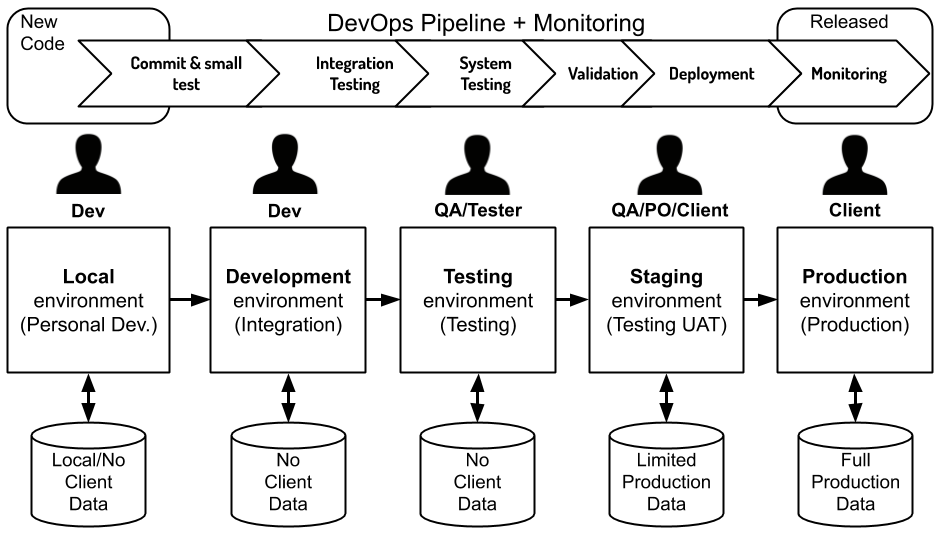 New
Code
DevOps Pipeline + Monitoring
Released
Commit & small
test
Integration
Testing
System
Testing
Validation
Deployment
Monitoring
Dev
Dev
QA/Tester
QA/PO/Client
Client
Local
environment
(Personal Dev.)
Development
environment
(Integration)
Testing
environment
(Testing)
Staging
environment
(Testing UAT)
Production
environment
(Production)
Local/No
Client
Data
No
Client
Data
No
Client
Data
Limited
Production
Data
Full
Production
Data